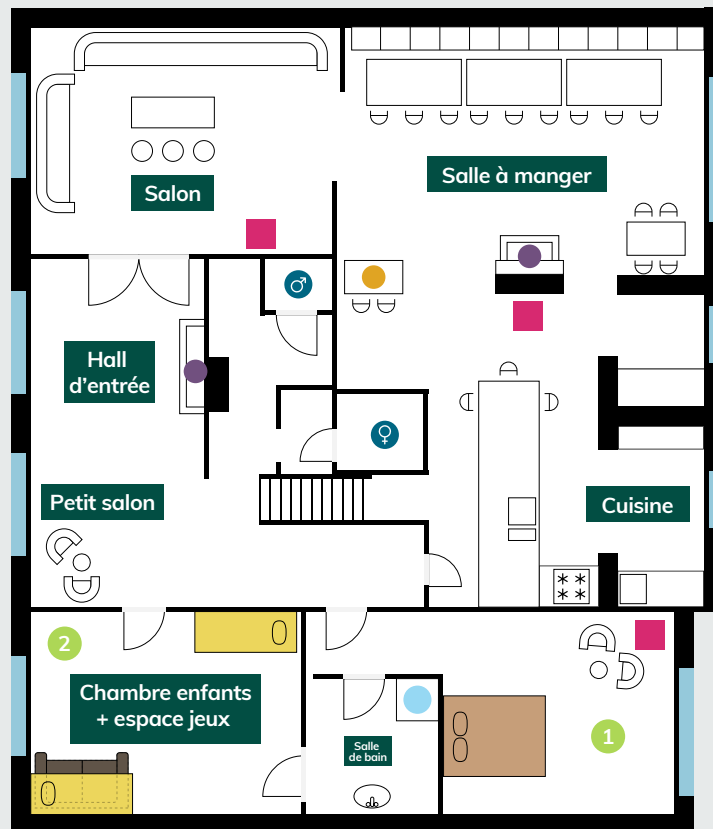 Salle à manger
Salon
Hall
d'entrée
Petit salon
Cuisine
2
Chambre enfants
+ espace jeux
Salle
de bain
1